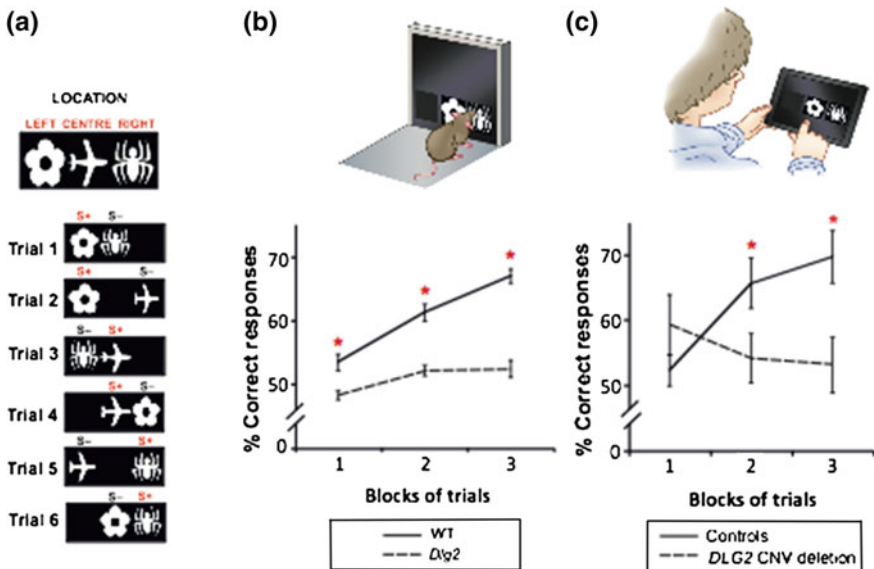 (a)
LOCATION
LEFT CENTRE RIGHT
S+ S–
Trial 1
S+ S–
Trial 2
S– S+
Trial 3
S+ S–
Trial 4
S– S+
Trial 5
S– S+
Trial 6
(b)
% Correct responses
70
60
50
0
1 2 3
Blocks of trials
WT
Dlg2
(c)
% Correct responses
70
60
50
0
1 2 3
Blocks of trials
Controls
DLG2 CNV deletion